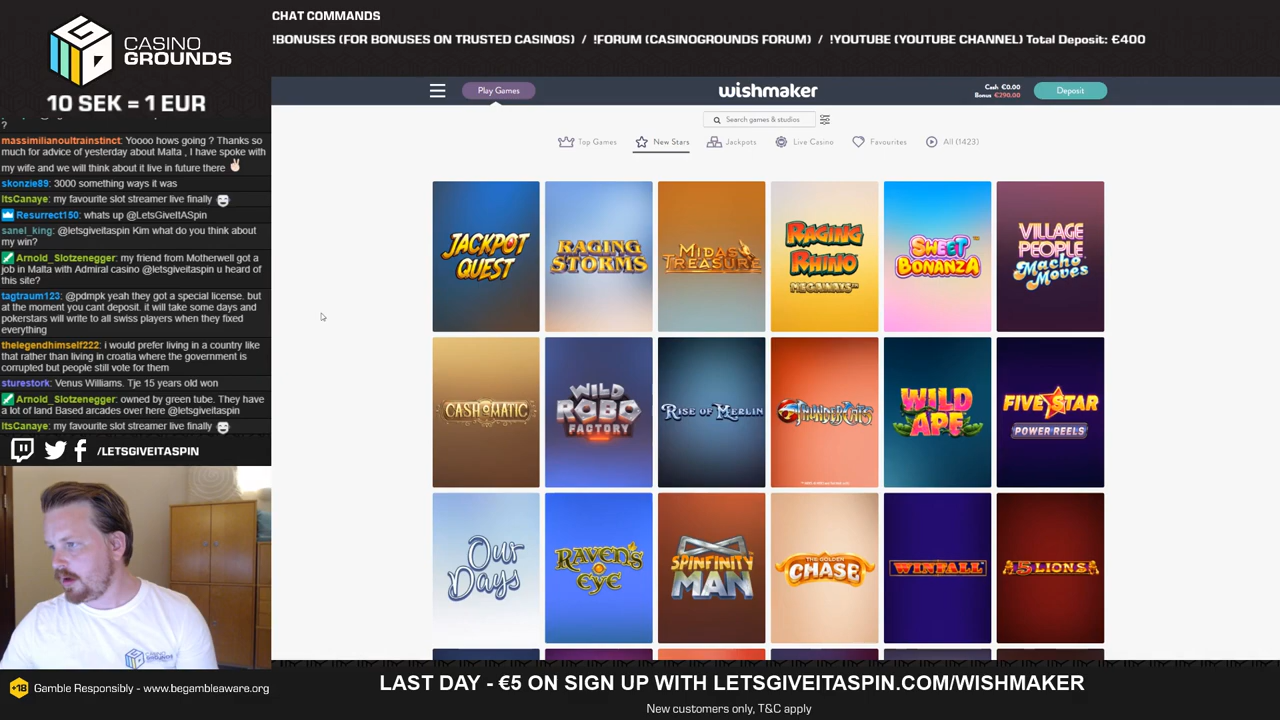 CHAT COMMANDS
!BONUSES (FOR BONUSES ON TRUSTED CASINOS) / !FORUM (CASINOGROUNDS FORUM) / !YOUTUBE (YOUTUBE CHANNEL) Total Deposit: €400
CASINO
GROUNDS
10 SEK = 1 EUR
?
massimilianoultrainstinct: Yoooo hows going ? Thanks so
much for advice of yesterday about Malta , I have spoken with
my wife and we will think about it live in future there
skonzie89: 3000 something ways it was
ItsCanaye: my favourite slot streamer live finally
Resurrect150: whats up @LetsGiveItASpin
sanel_king: @letsgiveitaspin Kim what do you think about
my win?
Arnold_Slotzenegger: my friend from Motherwell got a
job in Malta with Admiral casino @letsgiveitaspin u heard of
this site?
tagtraum123: @pdmpk yeah they got a special license. but
at the moment you cant deposit. it will take some days and
pokerstars will write to all swiss players when they fixed
everything
thelegendhimself222: i would prefer living in a country like
that rather than living in croatia where the government is
corrupted but people still vote for them
sturestork: Venus Williams. Tje 15 years old won
Arnold_Slotzenegger: owned by green tube. They have
a lot of land Based arcades over here @letsgiveitaspin
ItsCanaye: my favourite slot streamer live finally
/LETSGIVEITASPIN
Play Games
wishmaker
Cash €0.00
Bonus €290.00
Deposit
Search games & studios
Top Games
New Stars
Jackpots
Live Casino
Favourites
All (1423)
JACKPOT
QUEST
RAGING
STORMS
MIDAS
TREASURE
RAGING
RHINO
MEGAWAYS™
SWEET
BONANZA™
VILLAGE
PEOPLE
Macho
Moves
CASH-O-MATIC
WILD
ROBO
FACTORY
RISE OF MERLIN
THUNDERCATS
WILD
APE
FIVE STAR
POWER REELS
Our
Days
RAVEN'S
EYE
SPINFINITY
MAN
THE GOLDEN
CHASE
WINFALL
5 LIONS
+18
Gamble Responsibly - www.begambleaware.org
LAST DAY - €5 ON SIGN UP WITH LETSGIVEITASPIN.COM/WISHMAKER
New customers only, T&C apply